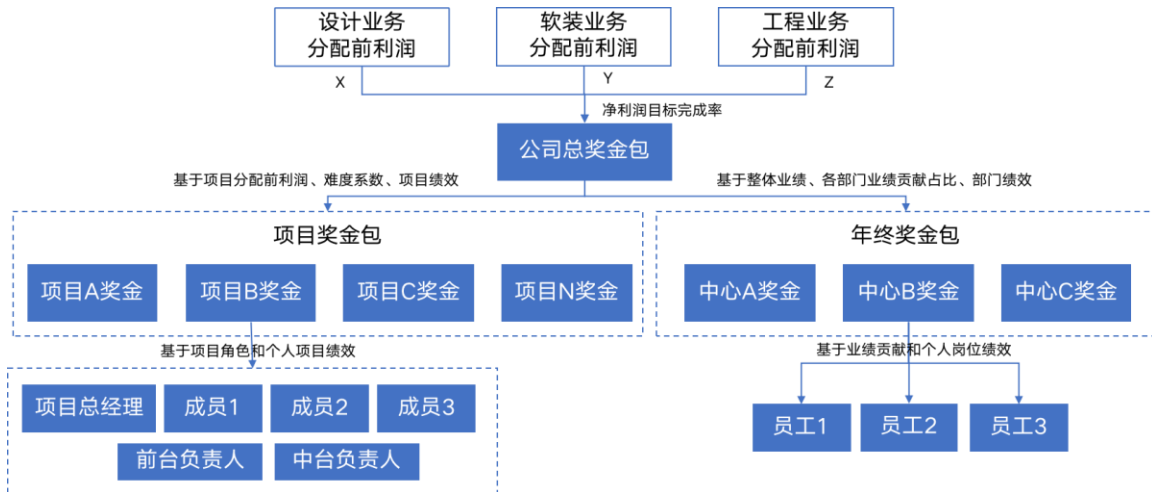 设计业务
分配前利润
软装业务
分配前利润
工程业务
分配前利润
X
Y
Z
净利润目标完成率
公司总奖金包
基于项目分配前利润、难度系数、项目绩效
基于整体业绩、各部门业绩贡献占比、部门绩效
项目奖金包
年终奖金包
项目A奖金
项目B奖金
项目C奖金
项目N奖金
中心A奖金
中心B奖金
中心C奖金
基于项目角色和个人项目绩效
基于业绩贡献和个人岗位绩效
项目总经理
成员1
成员2
成员3
前台负责人
中台负责人
员工1
员工2
员工3